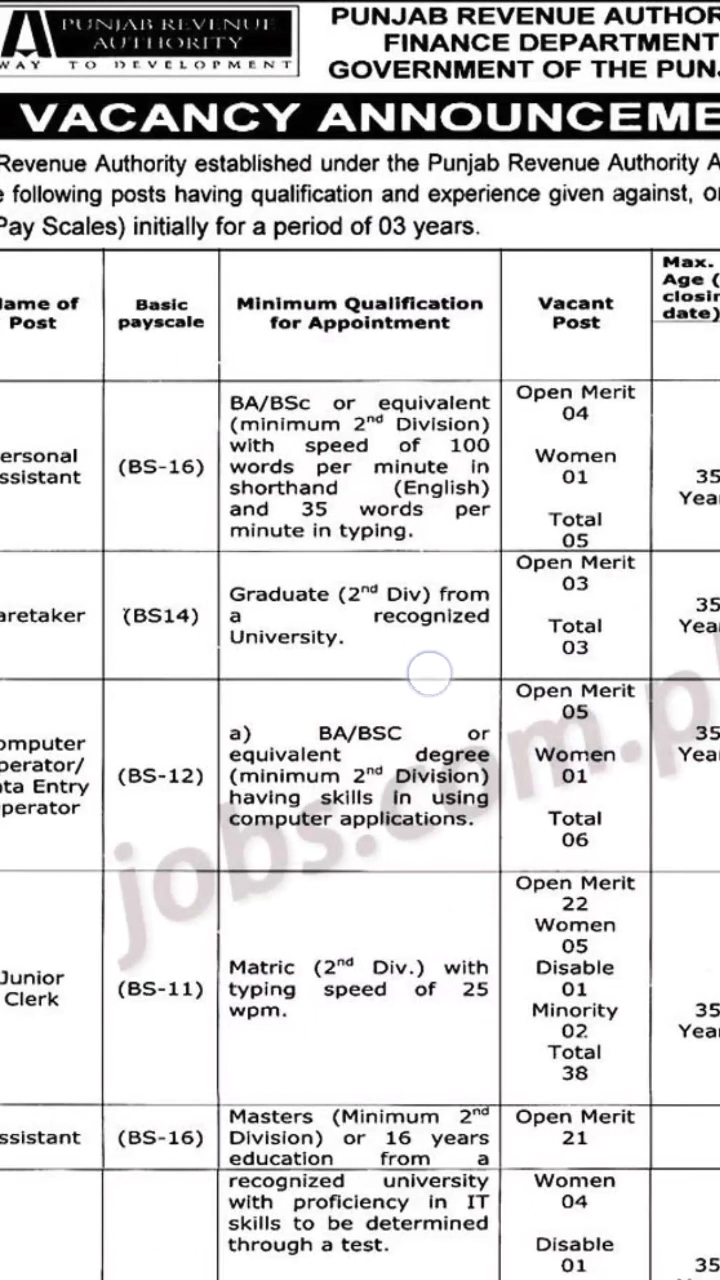 PUNJAB REVENUE
AUTHORITY
WAY TO DEVELOPMENT
PUNJAB REVENUE AUTHOR
FINANCE DEPARTMENT
GOVERNMENT OF THE PUN
VACANCY ANNOUNCEME
Revenue Authority established under the Punjab Revenue Authority A
e following posts having qualification and experience given against, o
Pay Scales) initially for a period of 03 years.
ame of
Post
Basic
payscale
Minimum Qualification
for Appointment
Vacant
Post
Max.
Age (
closin
date)
ersonal
ssistant
(BS-16)
BA/BSc or equivalent
(minimum 2nd Division)
with speed of 100
words per minute in
shorthand (English)
and 35 words per
minute in typing.
Open Merit
04
Women
01
Total
05
35
Yea
aretaker
(BS14)
Graduate (2nd Div) from
a recognized
University.
Open Merit
03
Total
03
35
Yea
omputer
perator/
ta Entry
perator
(BS-12)
a) BA/BSC or
equivalent degree
(minimum 2nd Division)
having skills in using
computer applications.
Open Merit
05
Women
01
Total
06
35
Yea
Junior
Clerk
(BS-11)
Matric (2nd Div.) with
typing speed of 25
wpm.
Open Merit
22
Women
05
Disable
01
Minority
02
Total
38
35
Yea
ssistant
(BS-16)
Masters (Minimum 2nd
Division) or 16 years
education from a
recognized university
with proficiency in IT
skills to be determined
through a test.
Open Merit
21
Women
04
Disable
01
35
jobs.com.p